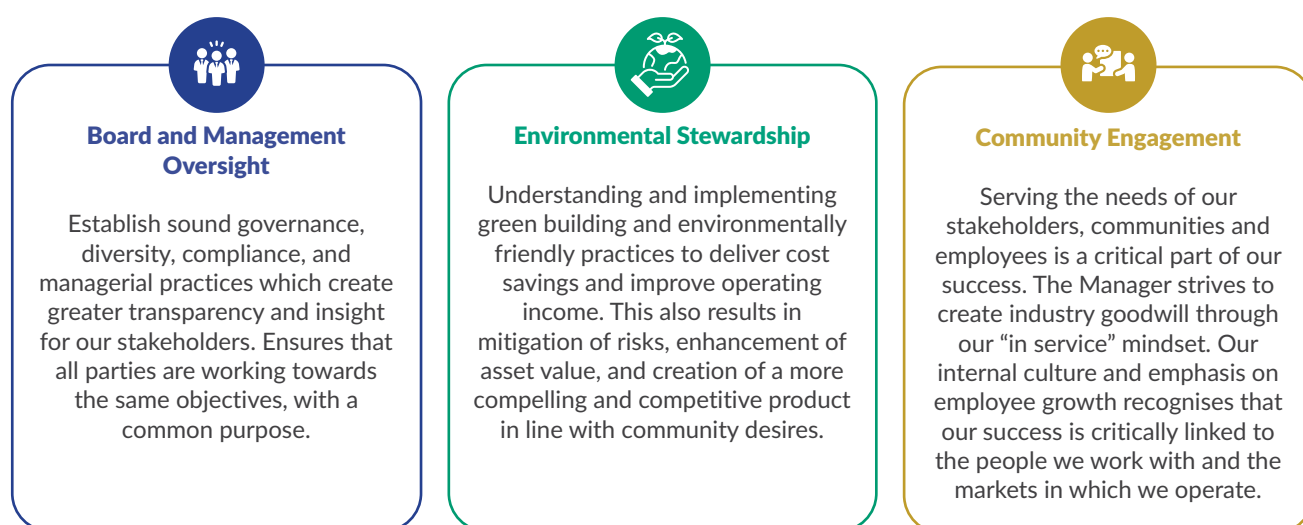 Board and Management
Oversight
Establish sound governance,
diversity, compliance, and
managerial practices which create
greater transparency and insight
for our stakeholders. Ensures that
all parties are working towards
the same objectives, with a
common purpose.
Environmental Stewardship
Understanding and implementing
green building and environmentally
friendly practices to deliver cost
savings and improve operating
income. This also results in
mitigation of risks, enhancement of
asset value, and creation of a more
compelling and competitive product
in line with community desires.
Community Engagement
Serving the needs of our
stakeholders, communities and
employees is a critical part of our
success. The Manager strives to
create industry goodwill through
our “in service” mindset. Our
internal culture and emphasis on
employee growth recognises that
our success is critically linked to
the people we work with and the
markets in which we operate.